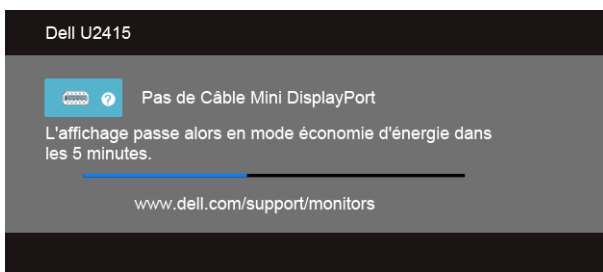 Dell U2415
Pas de Câble Mini DisplayPort
L'affichage passe alors en mode économie d'énergie dans
les 5 minutes.
www.dell.com/support/monitors